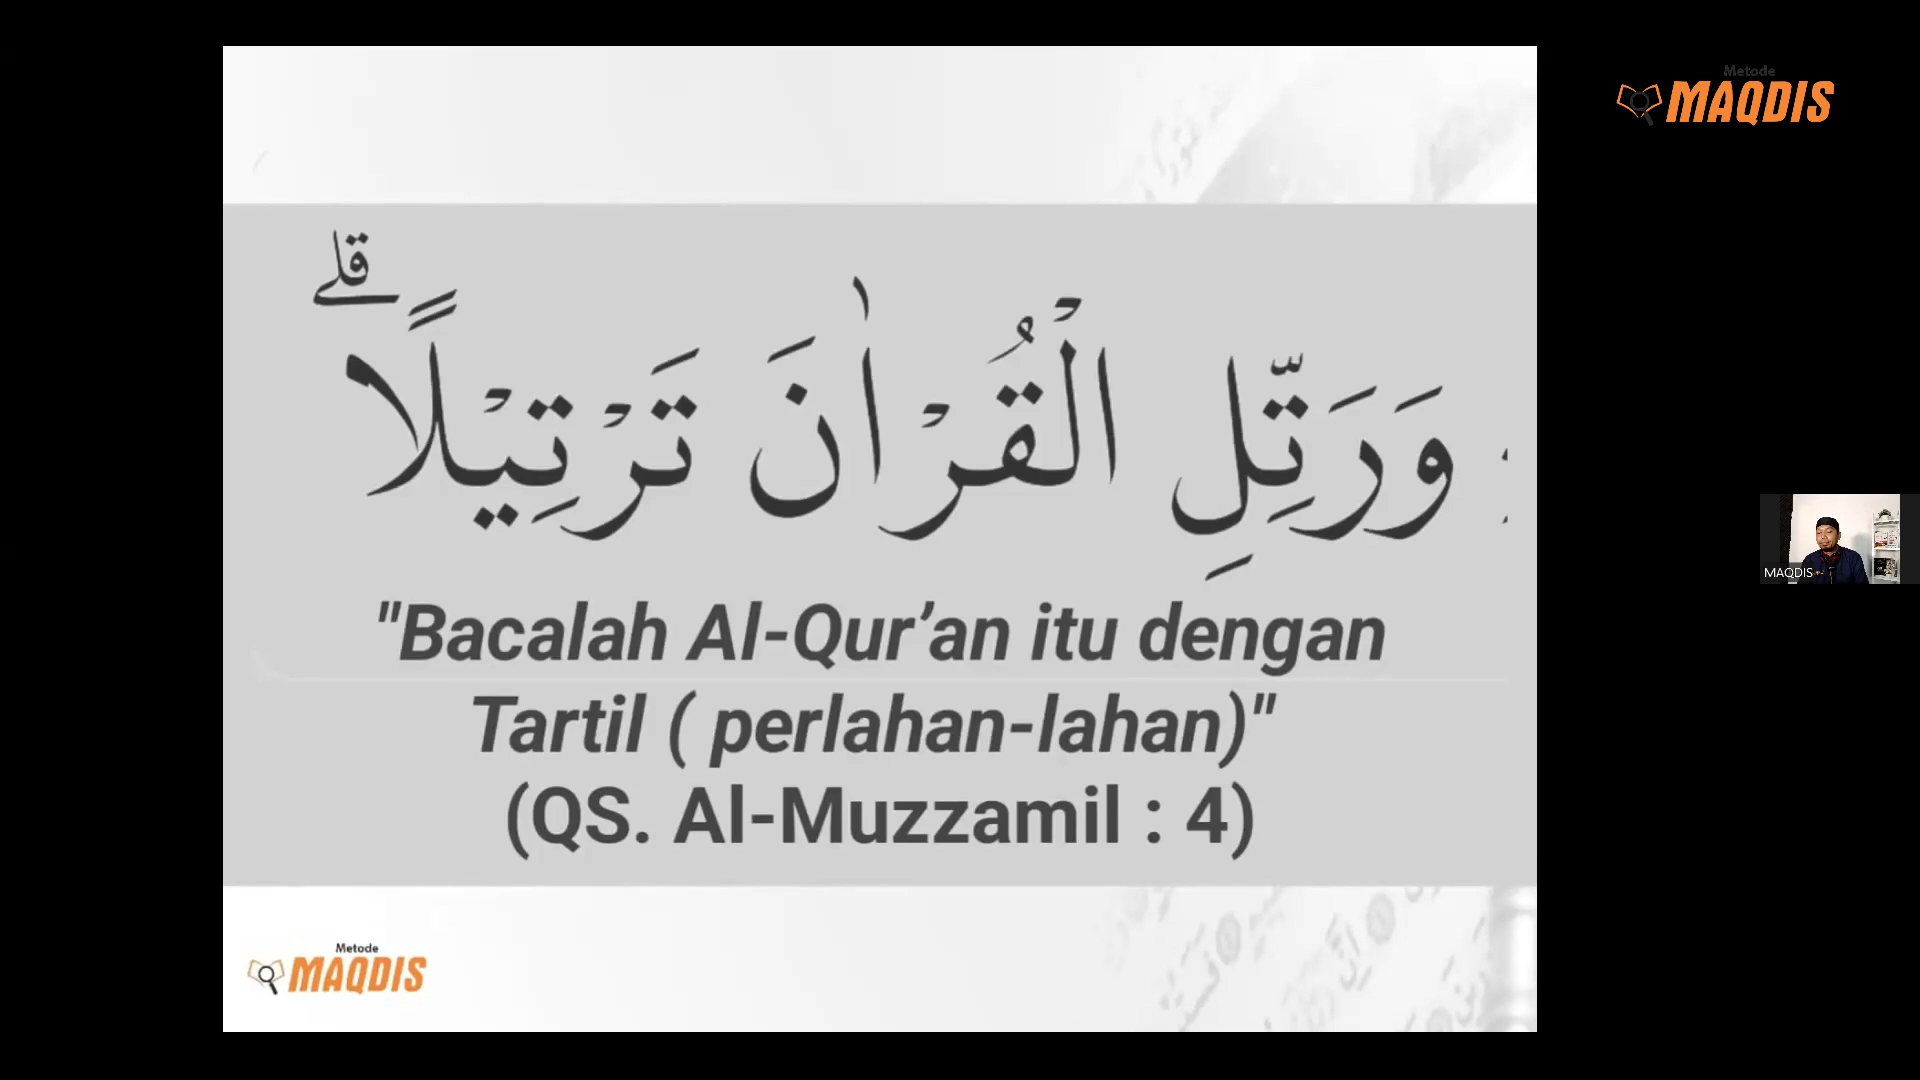 Metode
MAQDIS
وَرَتِّلِ الْقُرْاٰنَ تَرْتِيْلًاۗ
"Bacalah Al-Qur’an itu dengan
Tartil ( perlahan-lahan)"
(QS. Al-Muzzamil : 4)
MAQDIS
Metode
MAQDIS